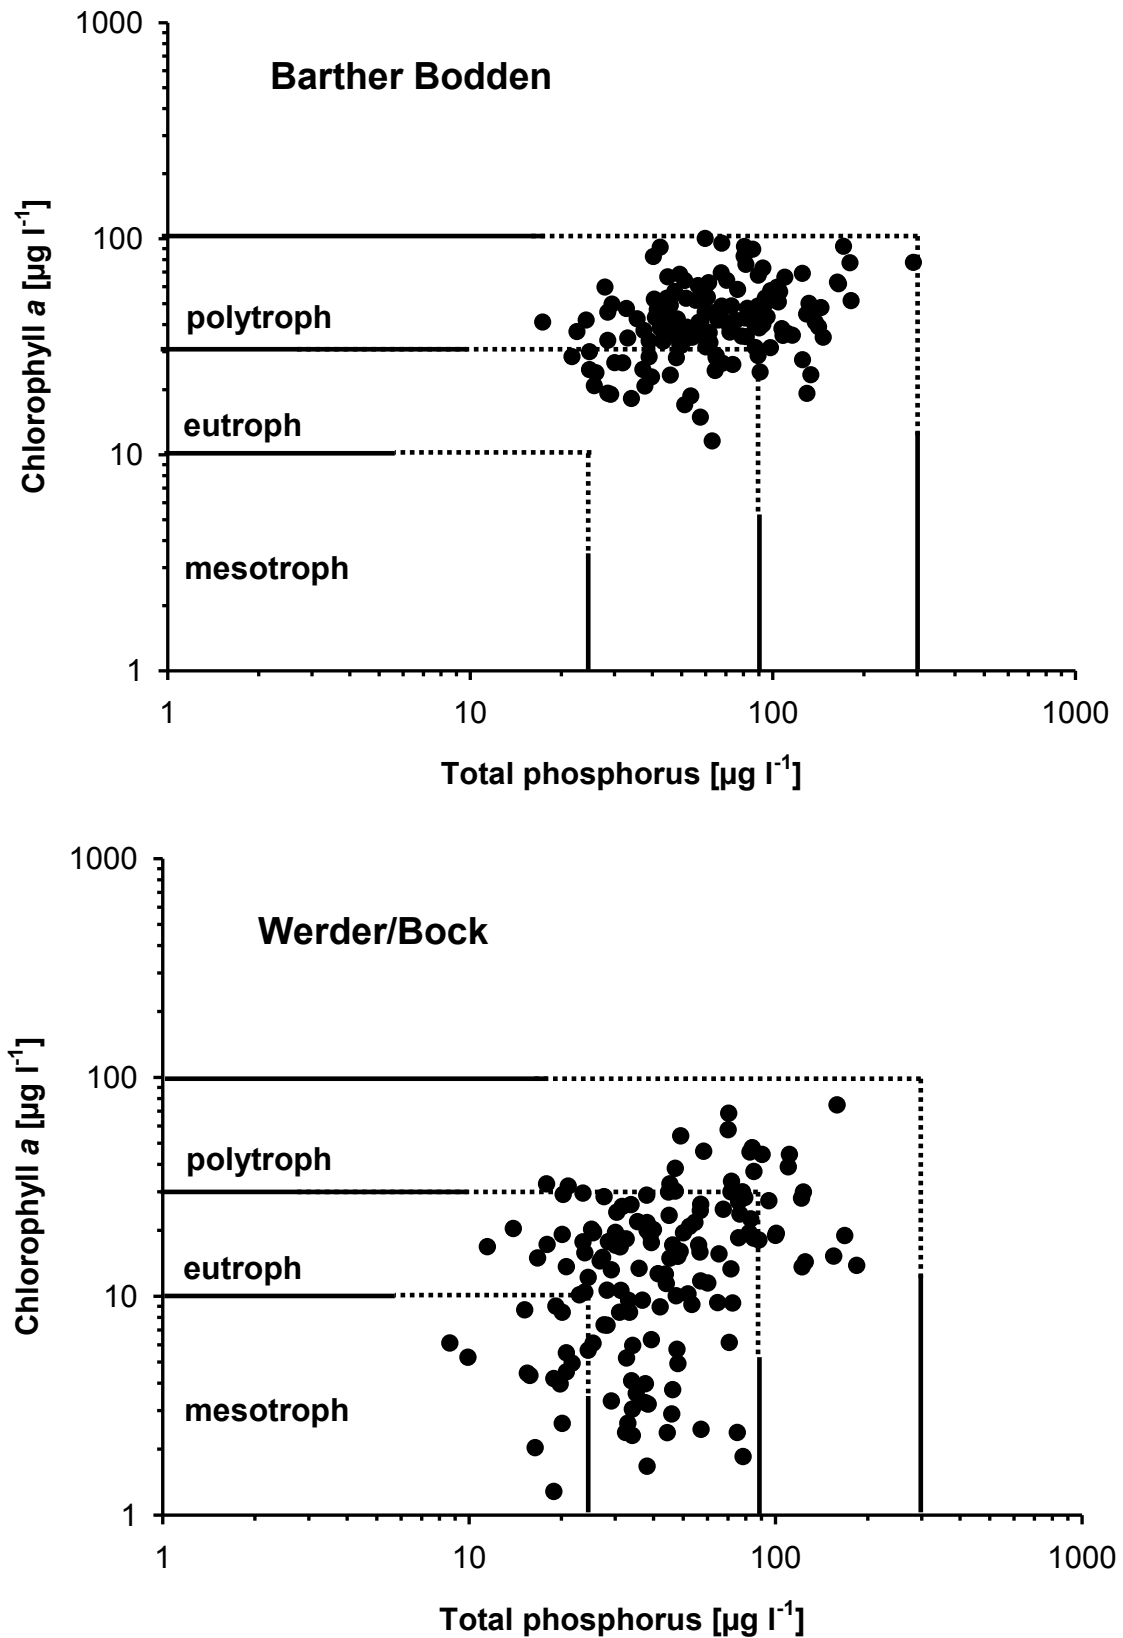 1000
Barther Bodden
100
polytroph
eutroph
10
mesotroph
1
1 10 100 1000
Total phosphorus [µg l-1]
Chlorophyll a [µg l-1]
1000
Werder/Bock
100
polytroph
eutroph
10
mesotroph
1
1 10 100 1000
Total phosphorus [µg l-1]
Chlorophyll a [µg l-1]